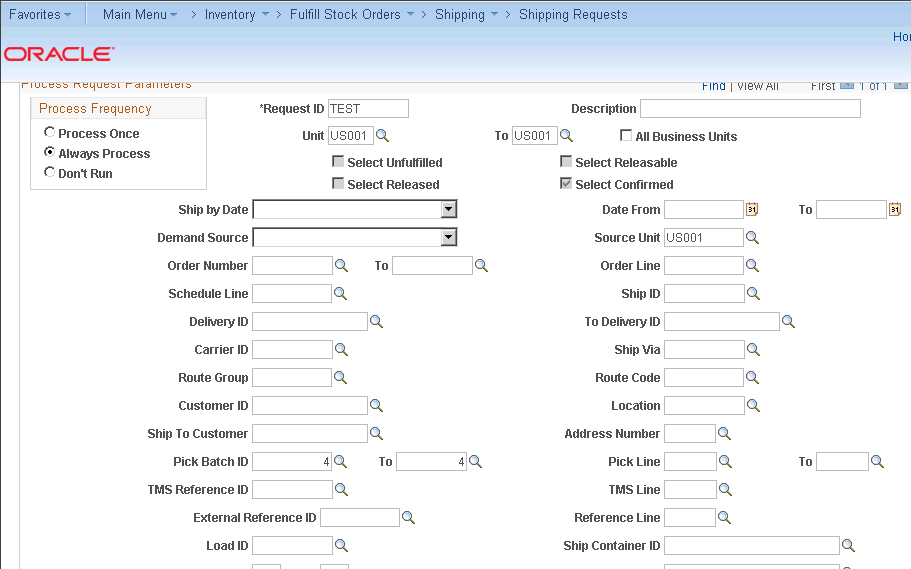 Favorites Main Menu > Inventory > Fulfill Stock Orders > Shipping > Shipping Requests
Hor
ORACLE
Process Request Parameters Find | View All First 1 of 1
Process Frequency
Process Once
Always Process
Don't Run
*Request ID TEST Description
Unit US001 To US001 All Business Units
Select Unfulfilled Select Releasable
Select Released Select Confirmed
Ship by Date Date From 31 To 31
Demand Source Source Unit US001
Order Number To Order Line
Schedule Line Ship ID
Delivery ID To Delivery ID
Carrier ID Ship Via
Route Group Route Code
Customer ID Location
Ship To Customer Address Number
Pick Batch ID 4 To 4 Pick Line To
TMS Reference ID TMS Line
External Reference ID Reference Line
Load ID Ship Container ID